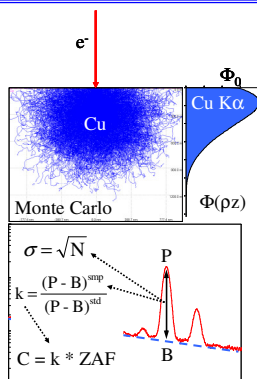 e-
Φ₀
Cu
Cu Kα
Monte Carlo
Φ(ρz)
σ = √N
P
k = (P - B)^smp / (P - B)^std
C = k * ZAF
B